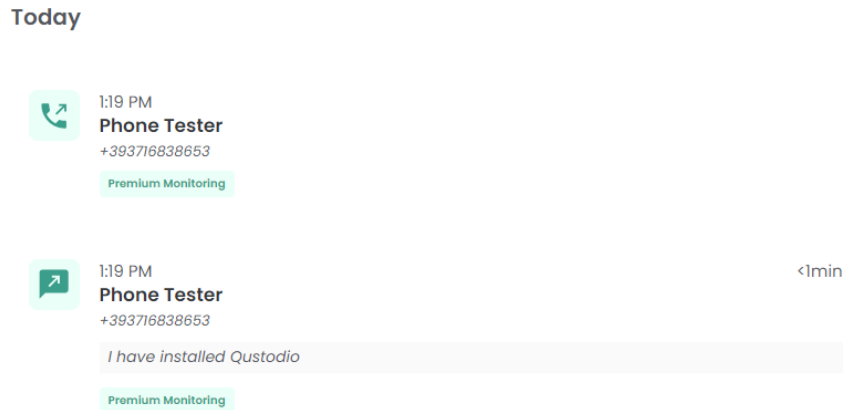 Today
1:19 PM
Phone Tester
+393716838653
Premium Monitoring
1:19 PM
<1min
Phone Tester
+393716838653
I have installed Qustodio
Premium Monitoring